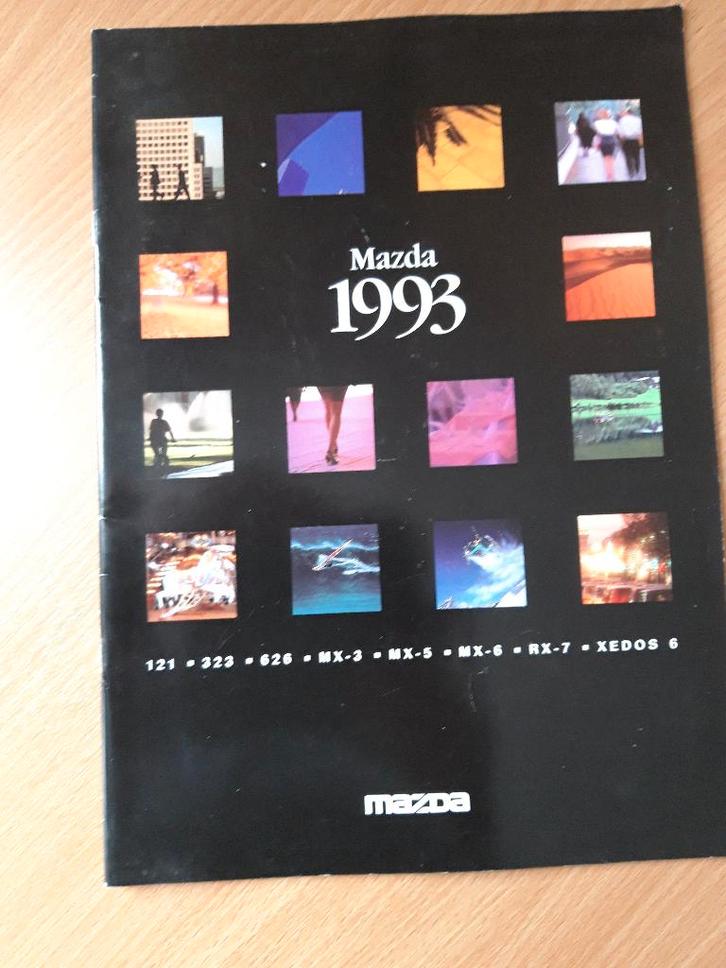 Mazda
1993
121 ▪ 323 ▪ 626 ▪ MX-3 ▪ MX-5 ▪ MX-6 ▪ RX-7 ▪ XEDOS 6
mazda